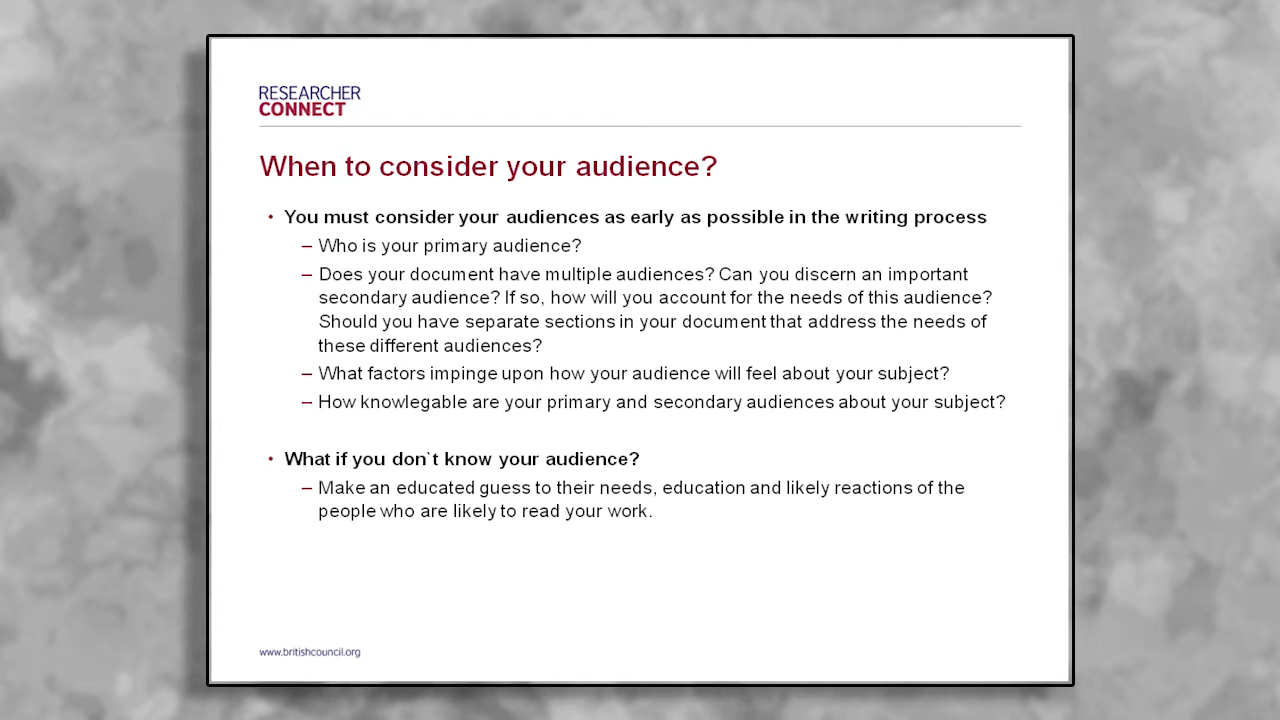 RESEARCHER
CONNECT
When to consider your audience?
• You must consider your audiences as early as possible in the writing process
– Who is your primary audience?
– Does your document have multiple audiences? Can you discern an important
secondary audience? If so, how will you account for the needs of this audience?
Should you have separate sections in your document that address the needs of
these different audiences?
– What factors impinge upon how your audience will feel about your subject?
– How knowlegable are your primary and secondary audiences about your subject?
• What if you don`t know your audience?
– Make an educated guess to their needs, education and likely reactions of the
people who are likely to read your work.
www.britishcouncil.org